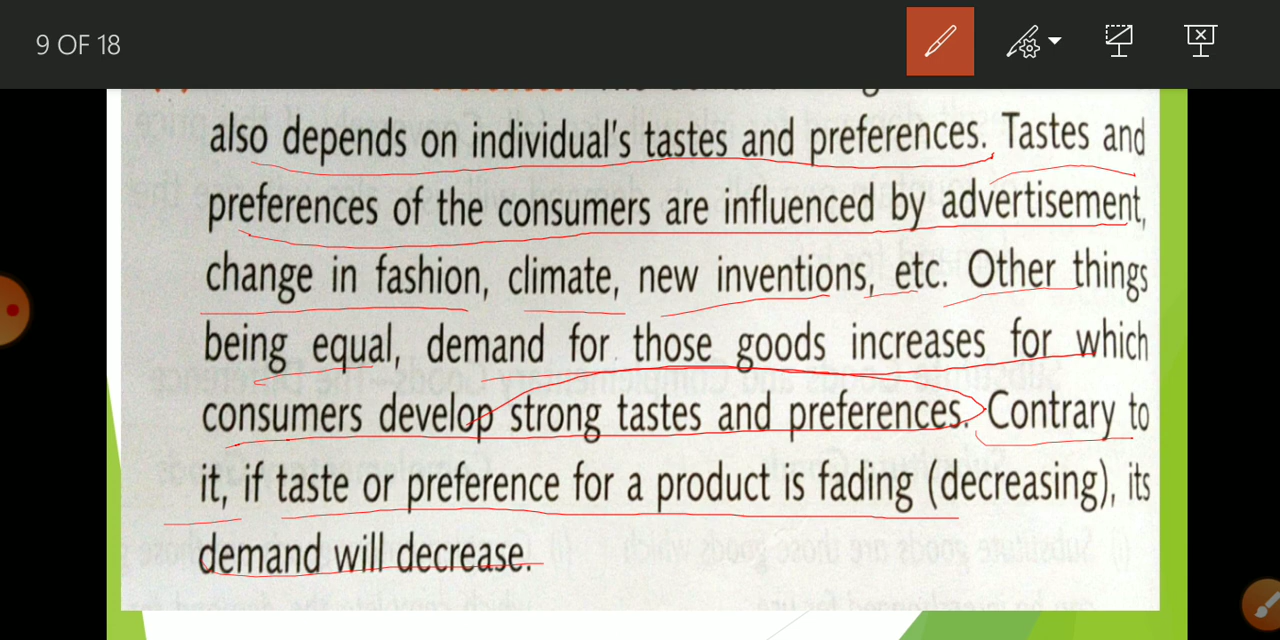 9 OF 18
also depends on individual's tastes and preferences. Tastes and
preferences of the consumers are influenced by advertisement,
change in fashion, climate, new inventions, etc. Other things
being equal, demand for those goods increases for which
consumers develop strong tastes and preferences. Contrary to
it, if taste or preference for a product is fading (decreasing), its
demand will decrease.